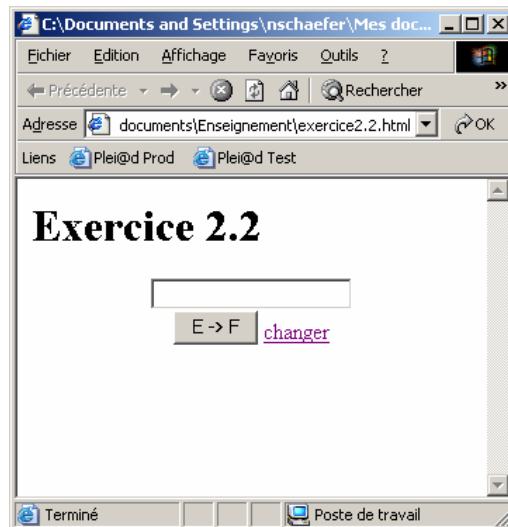 C:\Documents and Settings\nschaefer\Mes doc...
Fichier Edition Affichage Favoris Outils ?
Précédente Rechercher »
Adresse documents\Enseignement\exercice2.2.html OK
Liens Plei@d Prod Plei@d Test
Exercice 2.2
E -> F changer
Terminé Poste de travail